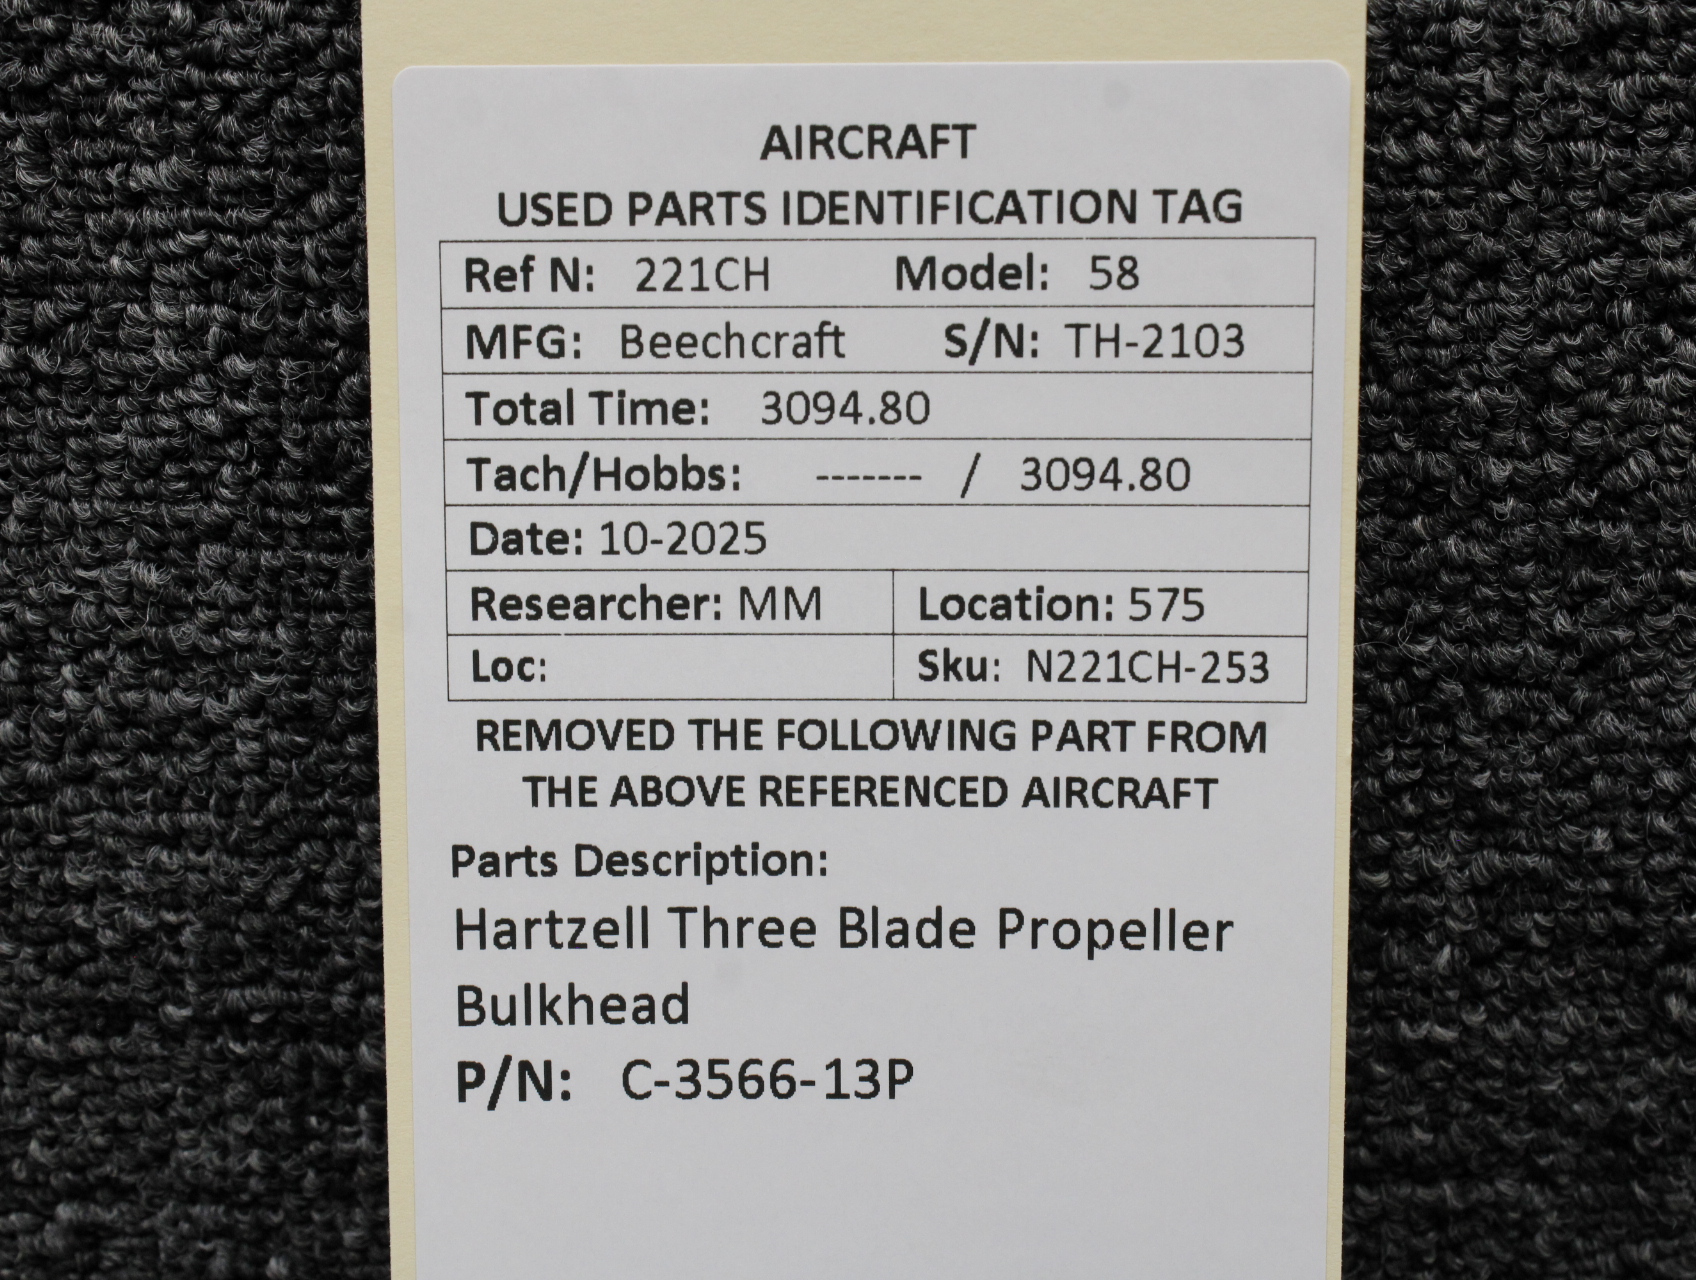 AIRCRAFT
USED PARTS IDENTIFICATION TAG
Ref N: 221CH Model: 58
MFG: Beechcraft S/N: TH-2103
Total Time: 3094.80
Tach/Hobbs: ------- / 3094.80
Date: 10-2025
Researcher: MM Location: 575
Loc: Sku: N221CH-253
REMOVED THE FOLLOWING PART FROM
THE ABOVE REFERENCED AIRCRAFT
Parts Description:
Hartzell Three Blade Propeller
Bulkhead
P/N: C-3566-13P